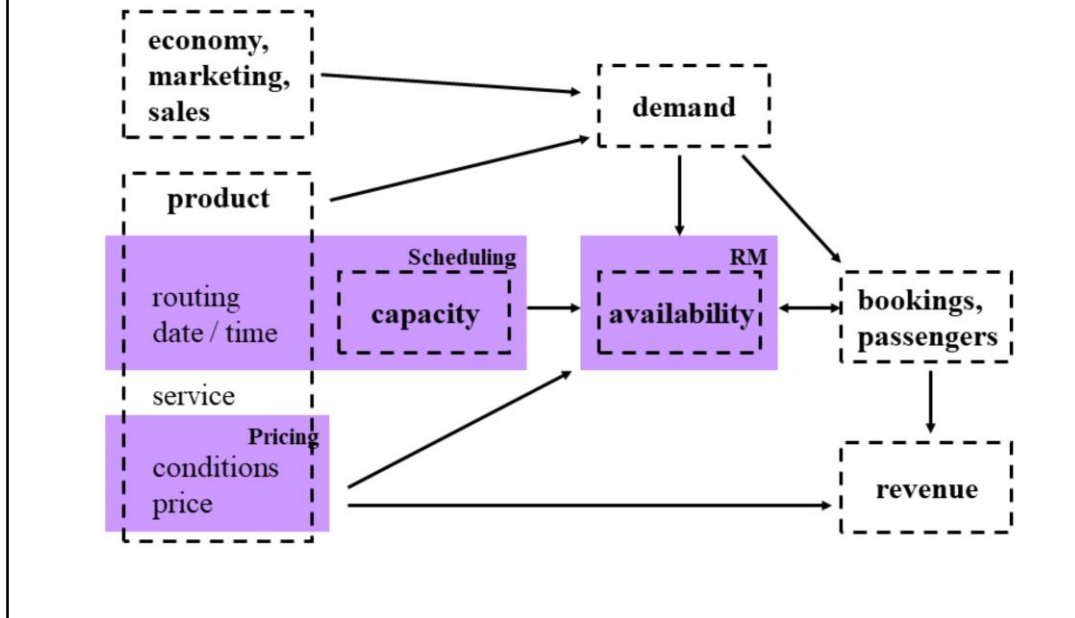 economy,
marketing,
sales
demand
product
Scheduling
RM
routing
date / time
capacity
availability
bookings,
passengers
service
Pricing
conditions
price
revenue